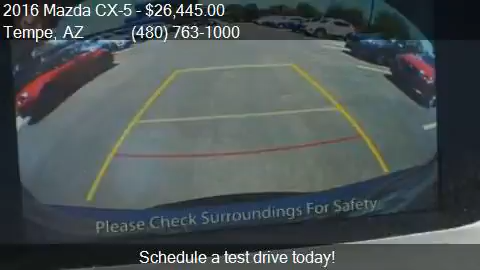 2016 Mazda CX-5 - $26,445.00
Tempe, AZ (480) 763-1000
Please Check Surroundings For Safety
Schedule a test drive today!